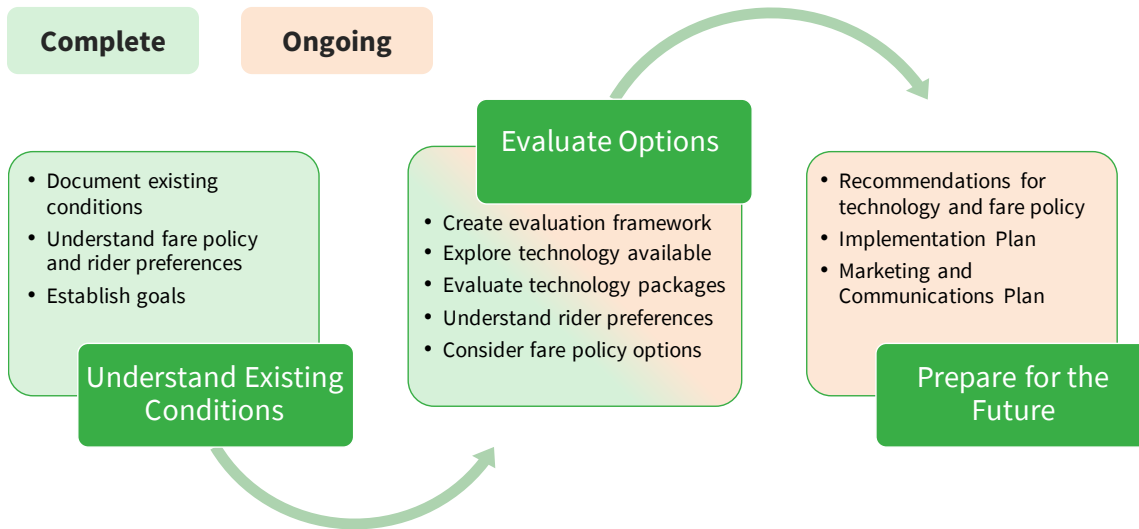 Complete
Ongoing
• Document existing
conditions
• Understand fare policy
and rider preferences
• Establish goals
Understand Existing
Conditions
Evaluate Options
• Create evaluation framework
• Explore technology available
• Evaluate technology packages
• Understand rider preferences
• Consider fare policy options
• Recommendations for
technology and fare policy
• Implementation Plan
• Marketing and
Communications Plan
Prepare for the
Future